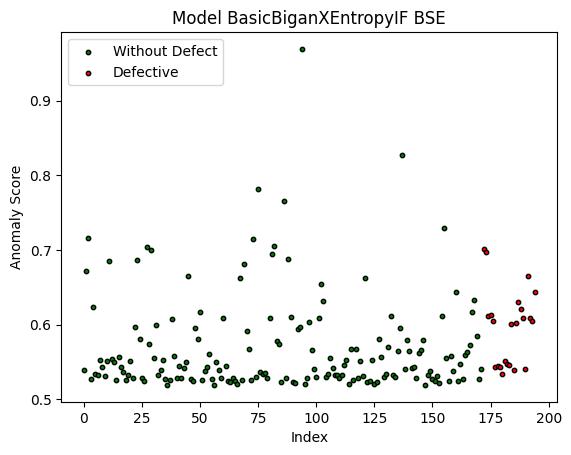 Model BasicBiganXEntropyIF BSE
Without Defect
Defective
0.9
0.8
0.7
0.6
0.5
Anomaly Score
0 25 50 75 100 125 150 175 200
Index